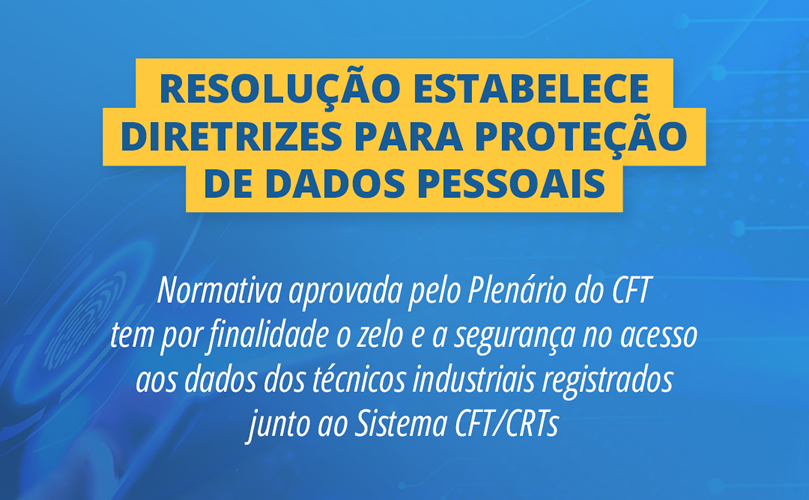 RESOLUÇÃO ESTABELECE
DIRETRIZES PARA PROTEÇÃO
DE DADOS PESSOAIS
Normativa aprovada pelo Plenário do CFT
tem por finalidade o zelo e a segurança no acesso
aos dados dos técnicos industriais registrados
junto ao Sistema CFT/CRTs